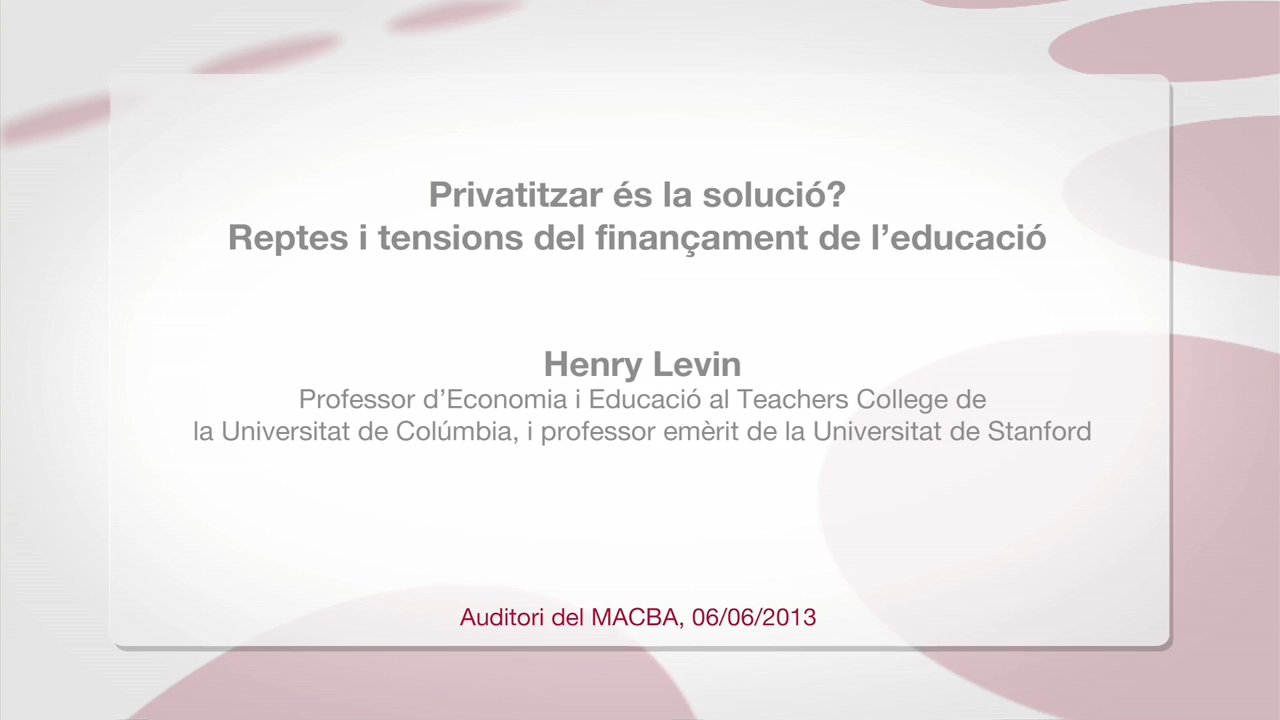 Privatitzar és la solució?
Reptes i tensions del finançament de l’educació
Henry Levin
Professor d’Economia i Educació al Teachers College de
la Universitat de Colúmbia, i professor emèrit de la Universitat de Stanford
Auditori del MACBA, 06/06/2013